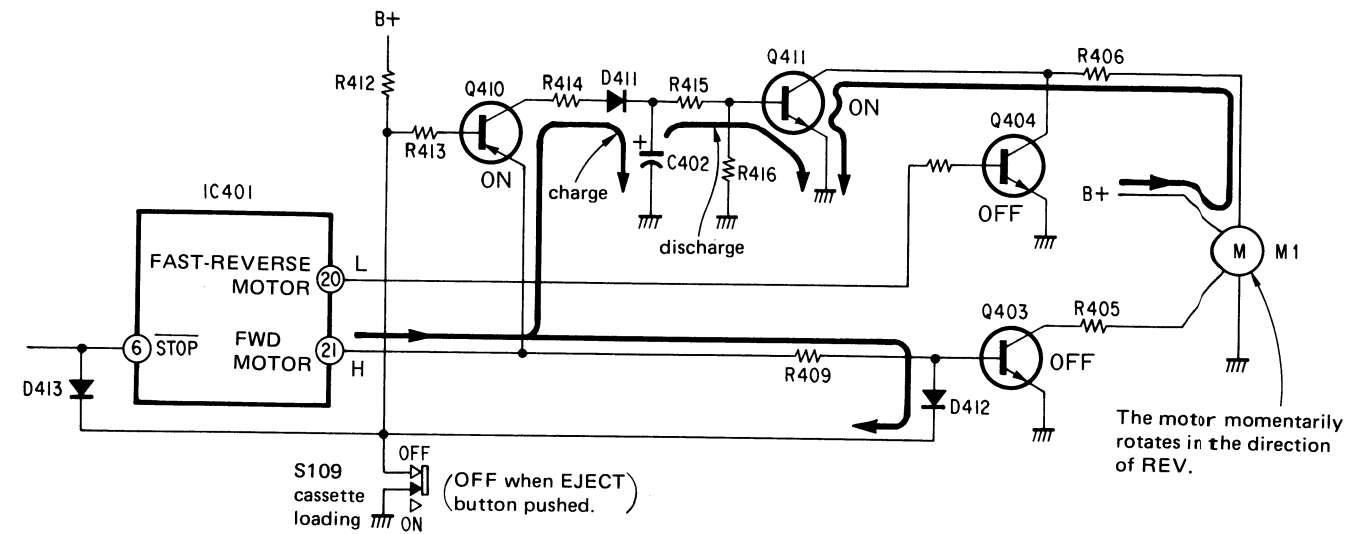 B+
R412
R413
Q410
ON
R414
D411
R415
Q411
ON
R406
+
C402
R416
charge
discharge
Q404
OFF
B+
M
M1
IC401
FAST-REVERSE
MOTOR
20
L
6
STOP
FWD
MOTOR
21
H
D413
R409
D412
Q403
OFF
R405
The motor momentarily
rotates in the direction
of REV.
S109
cassette
loading
OFF
ON
(OFF when EJECT
button pushed.)